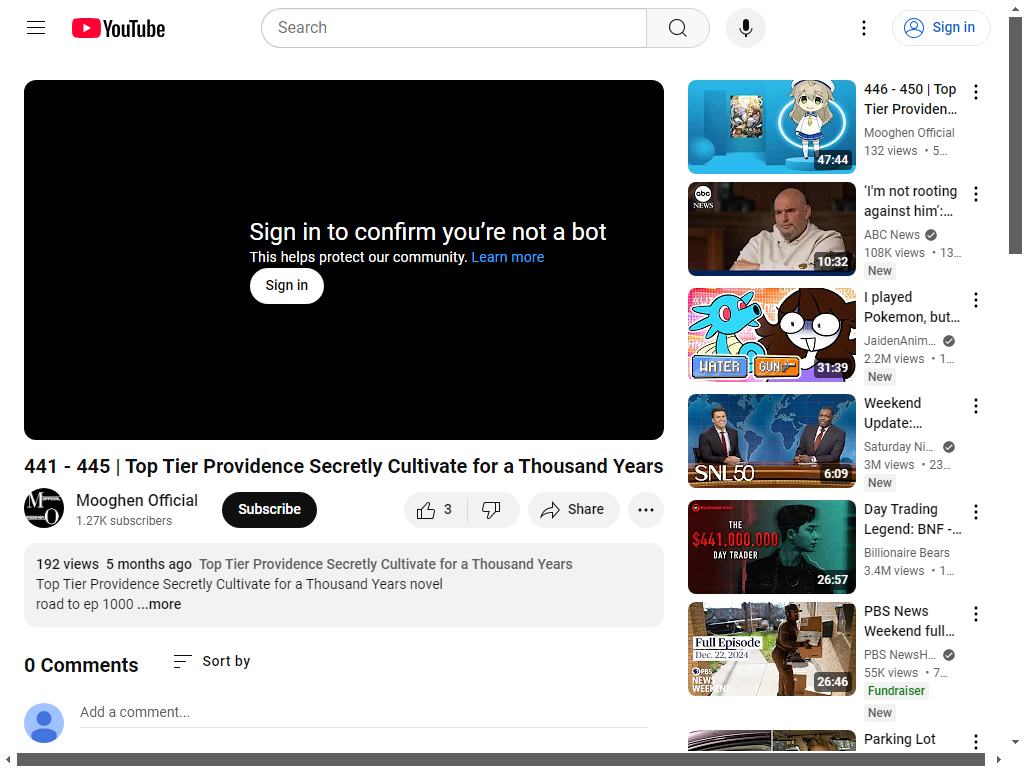 YouTube
Search
Sign in
Sign in to confirm you’re not a bot
This helps protect our community. Learn more
Sign in
441 - 445 | Top Tier Providence Secretly Cultivate for a Thousand Years
Mooghen Official
1.27K subscribers
Subscribe
3
Share
192 views 5 months ago Top Tier Providence Secretly Cultivate for a Thousand Years
Top Tier Providence Secretly Cultivate for a Thousand Years novel
road to ep 1000 ...more
0 Comments
Sort by
Add a comment...
47:44
446 - 450 | Top
Tier Providen...
Mooghen Official
132 views • 5...
abc
NEWS
10:32
‘I'm not rooting
against him’:...
ABC News
108K views • 13...
New
WATER
GUN
31:39
I played
Pokemon, but...
JaidenAnim...
2.2M views • 1...
New
SNL50
6:09
Weekend
Update:...
Saturday Ni...
3M views • 23...
New
BILLIONAIRE BEARS
THE
$441,000,000
DAY TRADER
26:57
Day Trading
Legend: BNF -...
Billionaire Bears
3.4M views • 1...
Full Episode
Dec. 22, 2024
PBS
NEWS
WEEKEND
26:46
PBS News
Weekend full...
PBS NewsH...
55K views • 7...
Fundraiser
New
Parking Lot